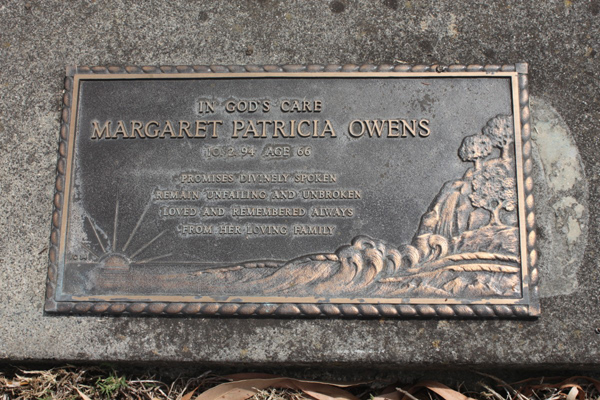 IN GOD'S CARE
MARGARET PATRICIA OWENS
10.2.94 AGE 66
PROMISES DIVINELY SPOKEN
REMAIN UNFAILING AND UNBROKEN
LOVED AND REMEMBERED ALWAYS
FROM HER LOVING FAMILY